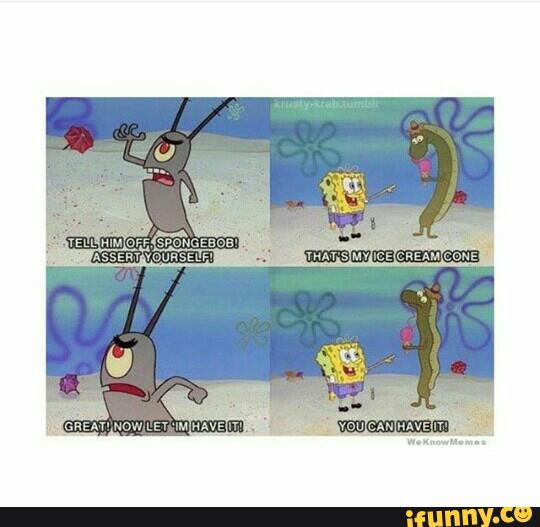 krusty-krab.tumblr
TELL HIM OFF, SPONGEBOB!
ASSERT YOURSELF!
THAT'S MY ICE CREAM CONE
GREAT! NOW LET 'IM HAVE IT!
YOU CAN HAVE IT!
WeKnowMemes
ifunny.co